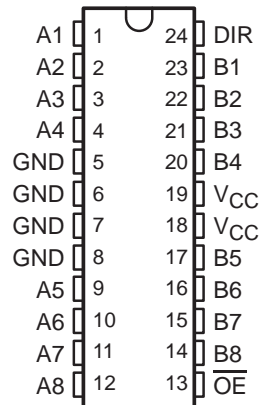 A1 1 24 DIR
A2 2 23 B1
A3 3 22 B2
A4 4 21 B3
GND 5 20 B4
GND 6 19 VCC
GND 7 18 VCC
GND 8 17 B5
A5 9 16 B6
A6 10 15 B7
A7 11 14 B8
A8 12 13 O̅E̅